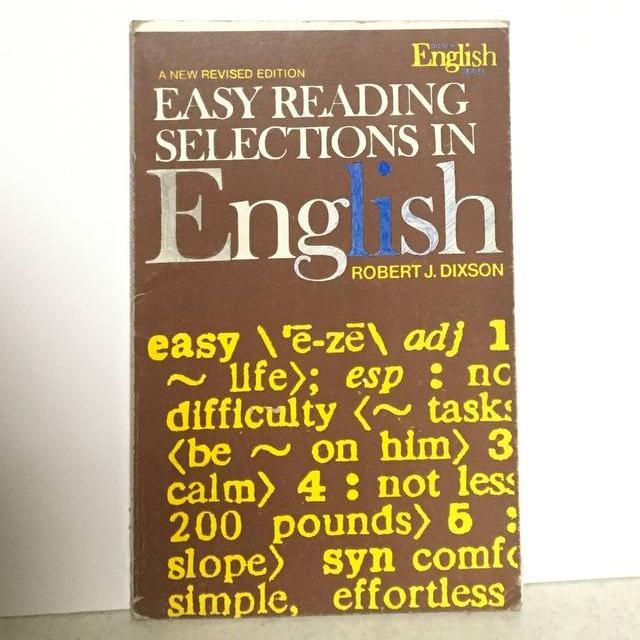 English
A NEW REVISED EDITION
EASY READING
SELECTIONS IN
English
ROBERT J. DIXSON
easy \'ē-zē\ adj 1
~ life⟩; esp : no
difficulty ⟨~ tasks
⟨be ~ on him⟩ 3
calm⟩ 4 : not less
200 pounds⟩ 5 :
slope⟩ syn comfo
simple, effortless